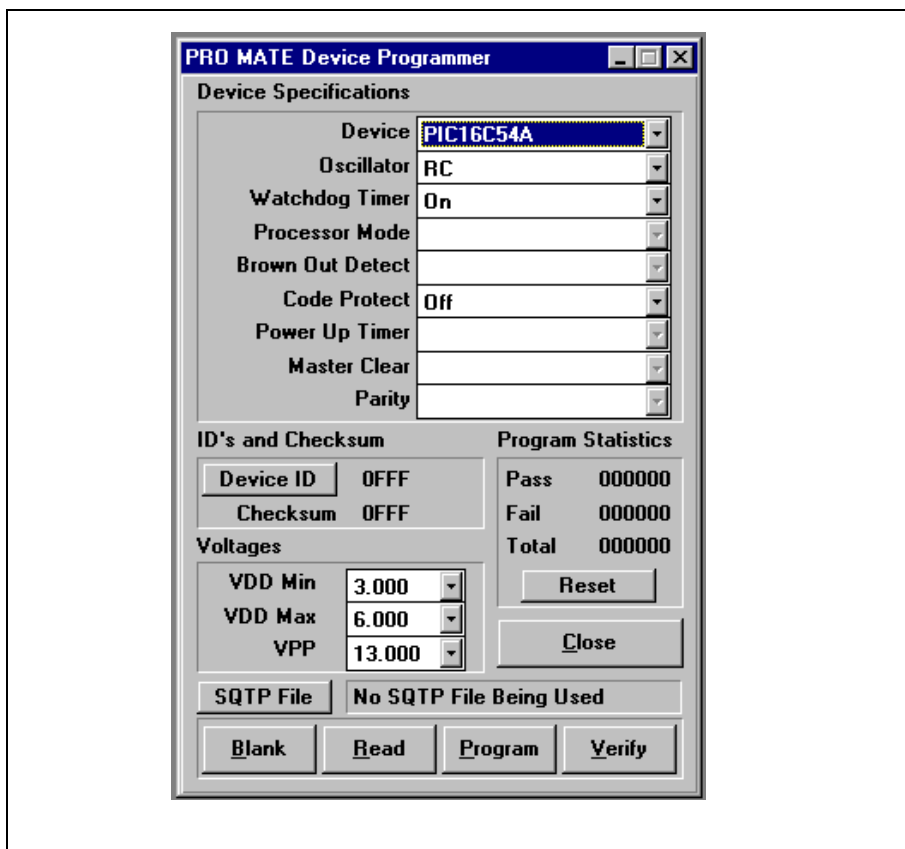 PRO MATE Device Programmer
Device Specifications
Device PIC16C54A
Oscillator RC
Watchdog Timer On
Processor Mode
Brown Out Detect
Code Protect Off
Power Up Timer
Master Clear
Parity
ID's and Checksum
Device ID 0FFF
Checksum 0FFF
Program Statistics
Pass 000000
Fail 000000
Total 000000
Reset
Voltages
VDD Min 3.000
VDD Max 6.000
VPP 13.000
Close
SQTP File No SQTP File Being Used
Blank Read Program Verify